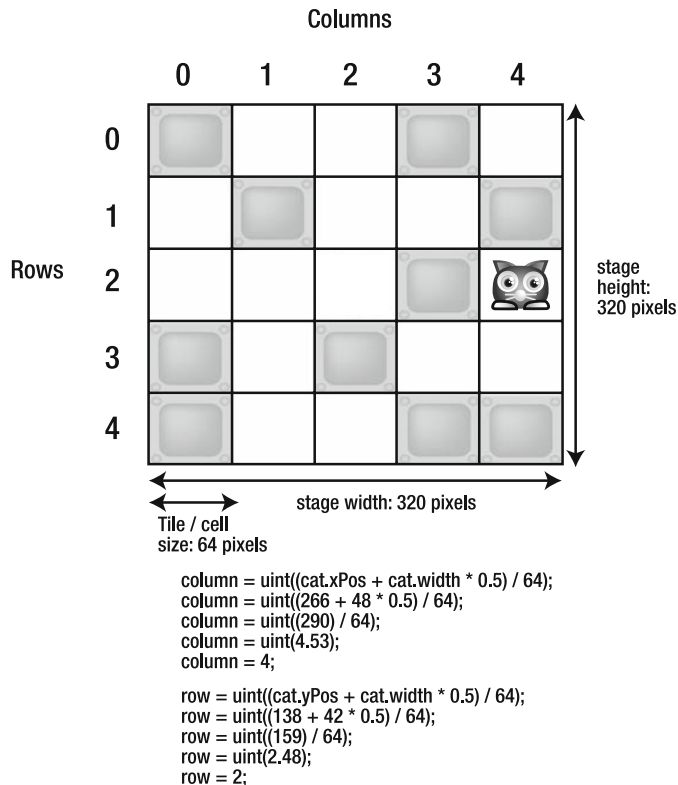 Columns
0 1 2 3 4
0
1
Rows
2
3
4
stage
height:
320 pixels
stage width: 320 pixels
Tile / cell
size: 64 pixels
column = uint((cat.xPos + cat.width * 0.5) / 64);
column = uint((266 + 48 * 0.5) / 64);
column = uint((290) / 64);
column = uint(4.53);
column = 4;
row = uint((cat.yPos + cat.width * 0.5) / 64);
row = uint((138 + 42 * 0.5) / 64);
row = uint((159) / 64);
row = uint(2.48);
row = 2;